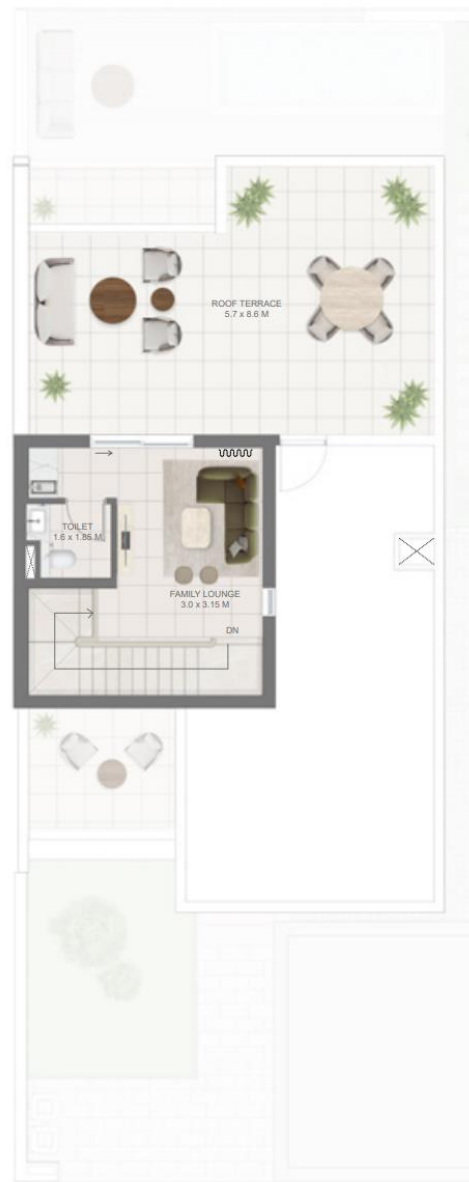 ROOF TERRACE
5.7 x 8.6 M
TOILET
1.6 x 1.85 M
FAMILY LOUNGE
3.0 x 3.15 M
DN